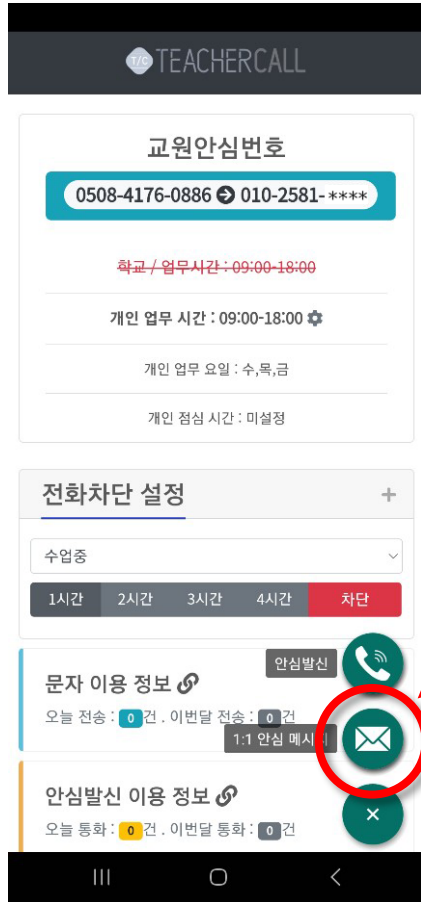 T/C TEACHERCALL
교원안심번호
0508-4176-0886 010-2581-****
학교 / 업무시간 : 09:00-18:00
개인 업무 시간 : 09:00-18:00
개인 업무 요일 : 수,목,금
개인 점심 시간 : 미설정
전화차단 설정 +
수업중
1시간 2시간 3시간 4시간 차단
안심발신
문자 이용 정보
오늘 전송 : 0 건 . 이번달 전송 : 0 건
1:1 안심 메시지
안심발신 이용 정보
오늘 통화 : 0 건 . 이번달 통화 : 0 건